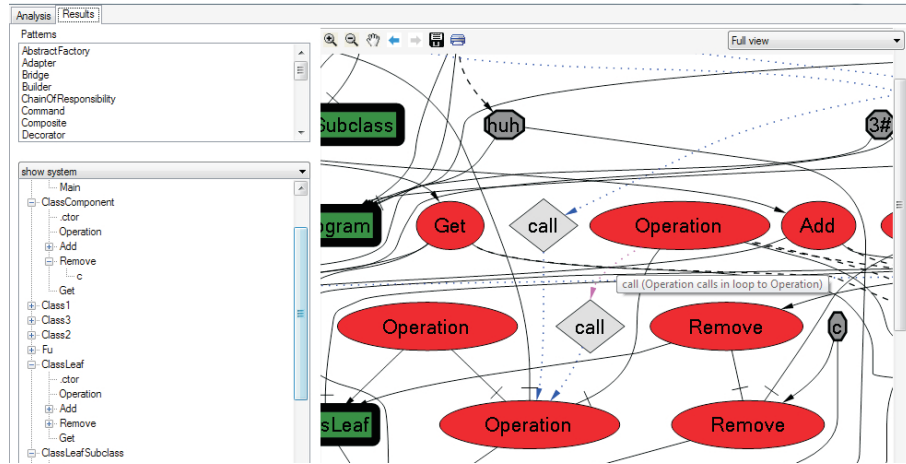 Analysis Results
Patterns
AbstractFactory
Adapter
Bridge
Builder
ChainOfResponsibility
Command
Composite
Decorator
show system
Main
ClassComponent
.ctor
Operation
Add
Remove
c
Get
Class1
Class3
Class2
Fu
ClassLeaf
.ctor
Operation
Add
Remove
Get
ClassLeafSubclass
Full view
Subclass huh 3#
ogram Get call Operation Add
call (Operation calls in loop to Operation)
Operation call Remove c
sLeaf Operation Remove